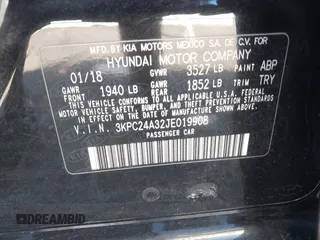 MFD.BY KIA MOTORS MEXICO S.A. DE C.V. FOR
HYUNDAI MOTOR COMPANY
01/18 GVWR 3527 LB PAINT ABP
GAWR 1940 LB GAWR 1852 LB TRIM TRY
THIS VEHICLE CONFORMS TO ALL APPLICABLE
FEDERAL MOTOR VEHICLE SAFETY, BUMPER,
AND THEFT PREVENTION STANDARDS IN EFFECT
ON THE DATE OF MANUFACTURE SHOWN ABOVE.
V.I.N. 3KPC24A32JE019908
PASSENGER CAR
DREAMBID